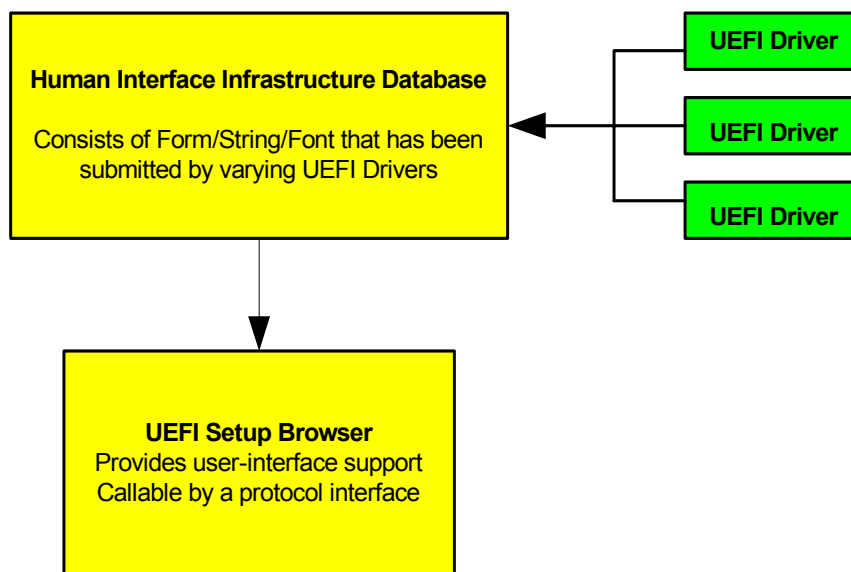 Human Interface Infrastructure Database
Consists of Form/String/Font that has been
submitted by varying UEFI Drivers
UEFI Driver
UEFI Driver
UEFI Driver
UEFI Setup Browser
Provides user-interface support
Callable by a protocol interface